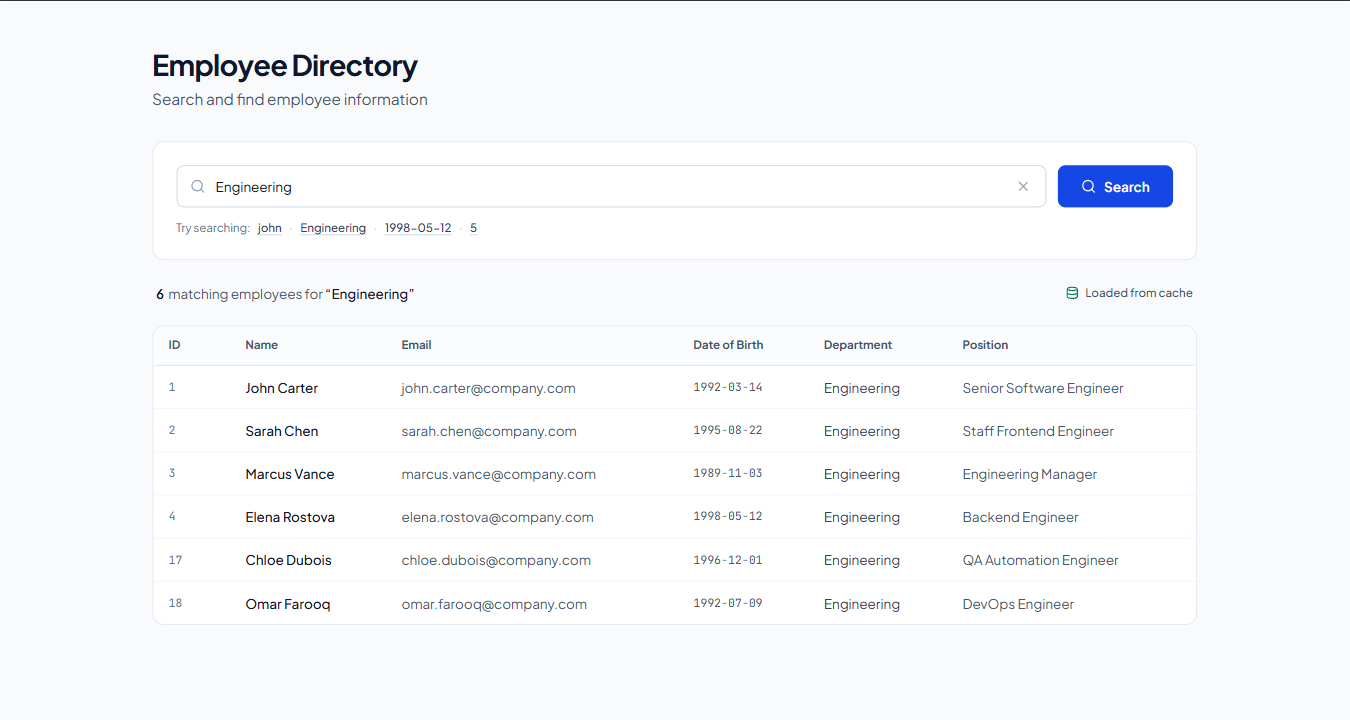 Employee Directory
Search and find employee information
Engineering
Search
Try searching: john · Engineering · 1998-05-12 · 5
6 matching employees for “Engineering”
Loaded from cache
ID Name Email Date of Birth Department Position
1 John Carter john.carter@company.com 1992-03-14 Engineering Senior Software Engineer
2 Sarah Chen sarah.chen@company.com 1995-08-22 Engineering Staff Frontend Engineer
3 Marcus Vance marcus.vance@company.com 1989-11-03 Engineering Engineering Manager
4 Elena Rostova elena.rostova@company.com 1998-05-12 Engineering Backend Engineer
17 Chloe Dubois chloe.dubois@company.com 1996-12-01 Engineering QA Automation Engineer
18 Omar Farooq omar.farooq@company.com 1992-07-09 Engineering DevOps Engineer